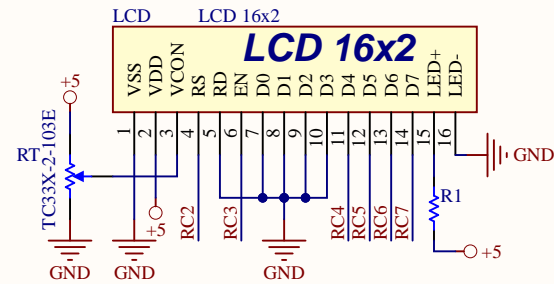 LCD
LCD 16x2
LCD 16x2
VSS
VDD
VCON
RS
RD
EN
D0
D1
D2
D3
D4
D5
D6
D7
LED+
LED-
1
2
3
4
5
6
7
8
9
10
11
12
13
14
15
16
+5
RT
TC33X-2-103E
GND
GND
+5
RC2
RC3
GND
RC4
RC5
RC6
RC7
R1
+5
GND